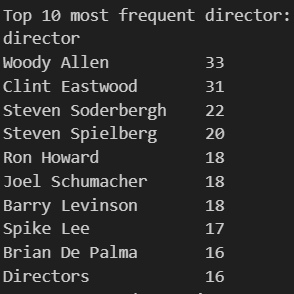 Top 10 most frequent director:
director
Woody Allen 33
Clint Eastwood 31
Steven Soderbergh 22
Steven Spielberg 20
Ron Howard 18
Joel Schumacher 18
Barry Levinson 18
Spike Lee 17
Brian De Palma 16
Directors 16